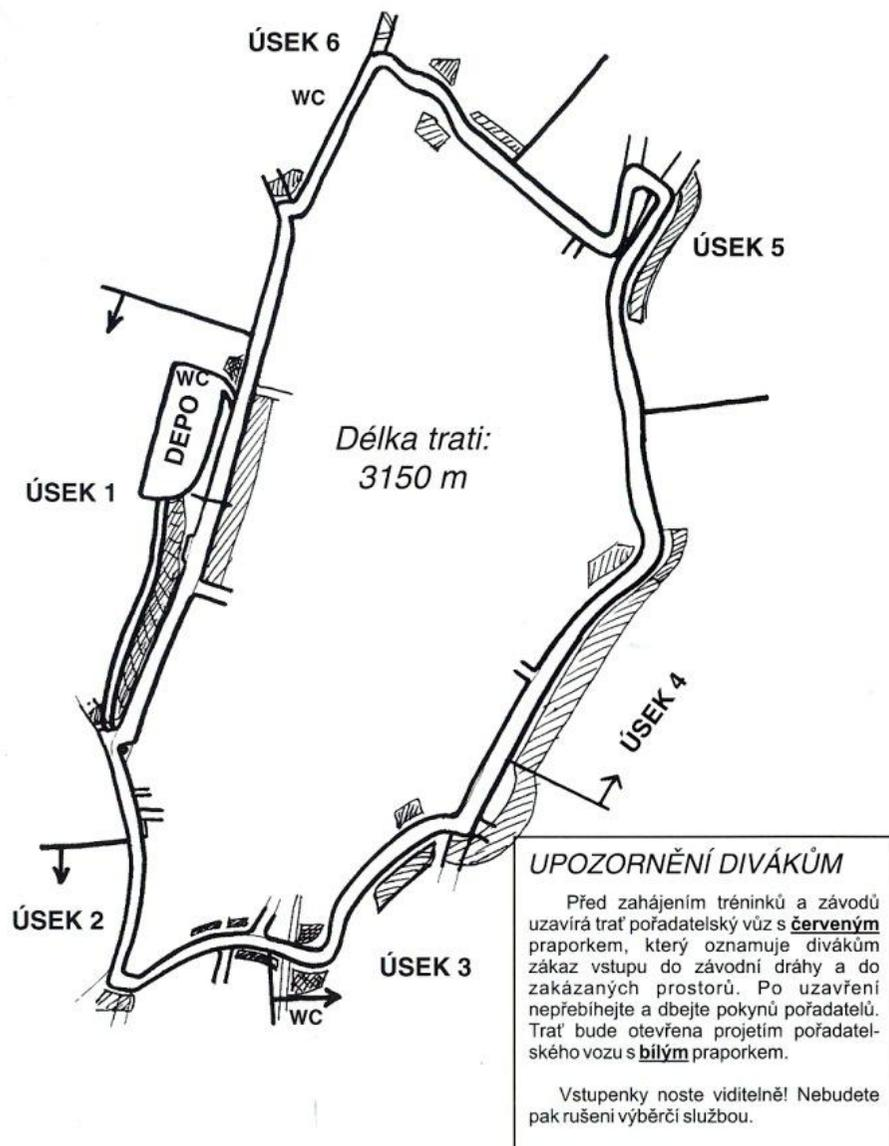 ÚSEK 6
WC
ÚSEK 5
WC
DEPO
Délka trati:
3150 m
ÚSEK 1
ÚSEK 4
ÚSEK 2
ÚSEK 3
WC
UPOZORNĚNÍ DIVÁKŮM
Před zahájením tréninků a závodů
uzavírá trať pořadatelský vůz s červeným
praporkem, který oznamuje divákům
zákaz vstupu do závodní dráhy a do
zakázaných prostorů. Po uzavření
nepřebíhejte a dbejte pokynů pořadatelů.
Trať bude otevřena projetím pořadatel-
ského vozu s bílým praporkem.
Vstupenky noste viditelně! Nebudete
pak rušeni výběrčí službou.